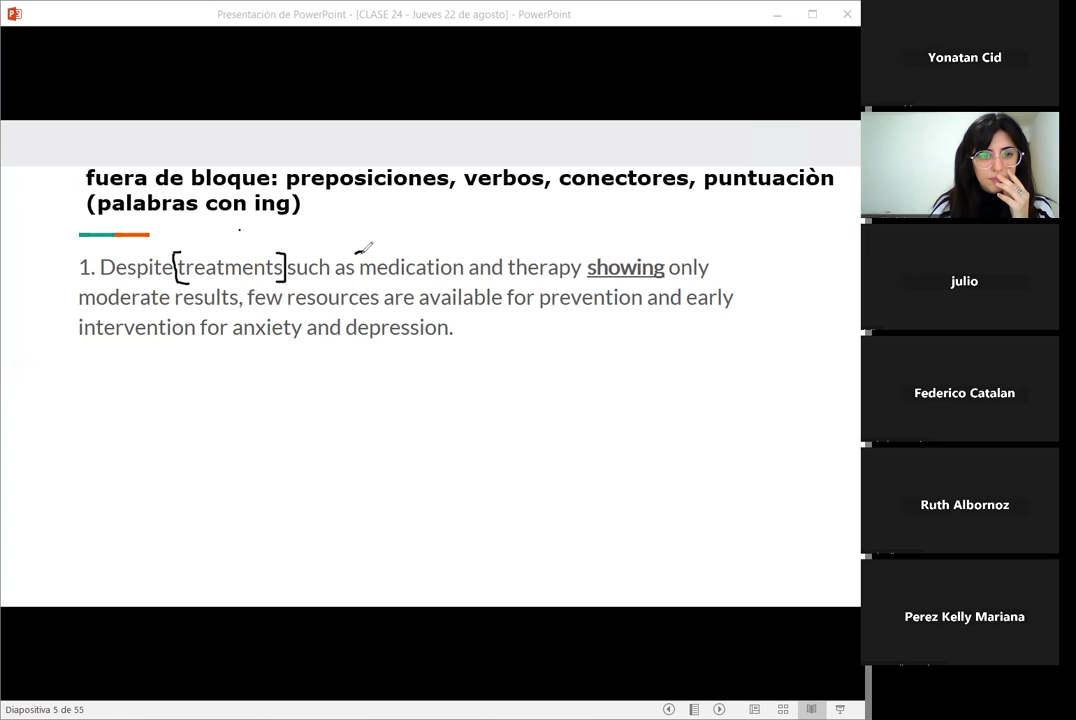 Presentación de PowerPoint - [CLASE 24 - Jueves 22 de agosto] - PowerPoint
fuera de bloque: preposiciones, verbos, conectores, puntuaciòn
(palabras con ing)
1. Despite [treatments] such as medication and therapy showing only
moderate results, few resources are available for prevention and early
intervention for anxiety and depression.
Diapositiva 5 de 55
Yonatan Cid
julio
Federico Catalan
Ruth Albornoz
Perez Kelly Mariana